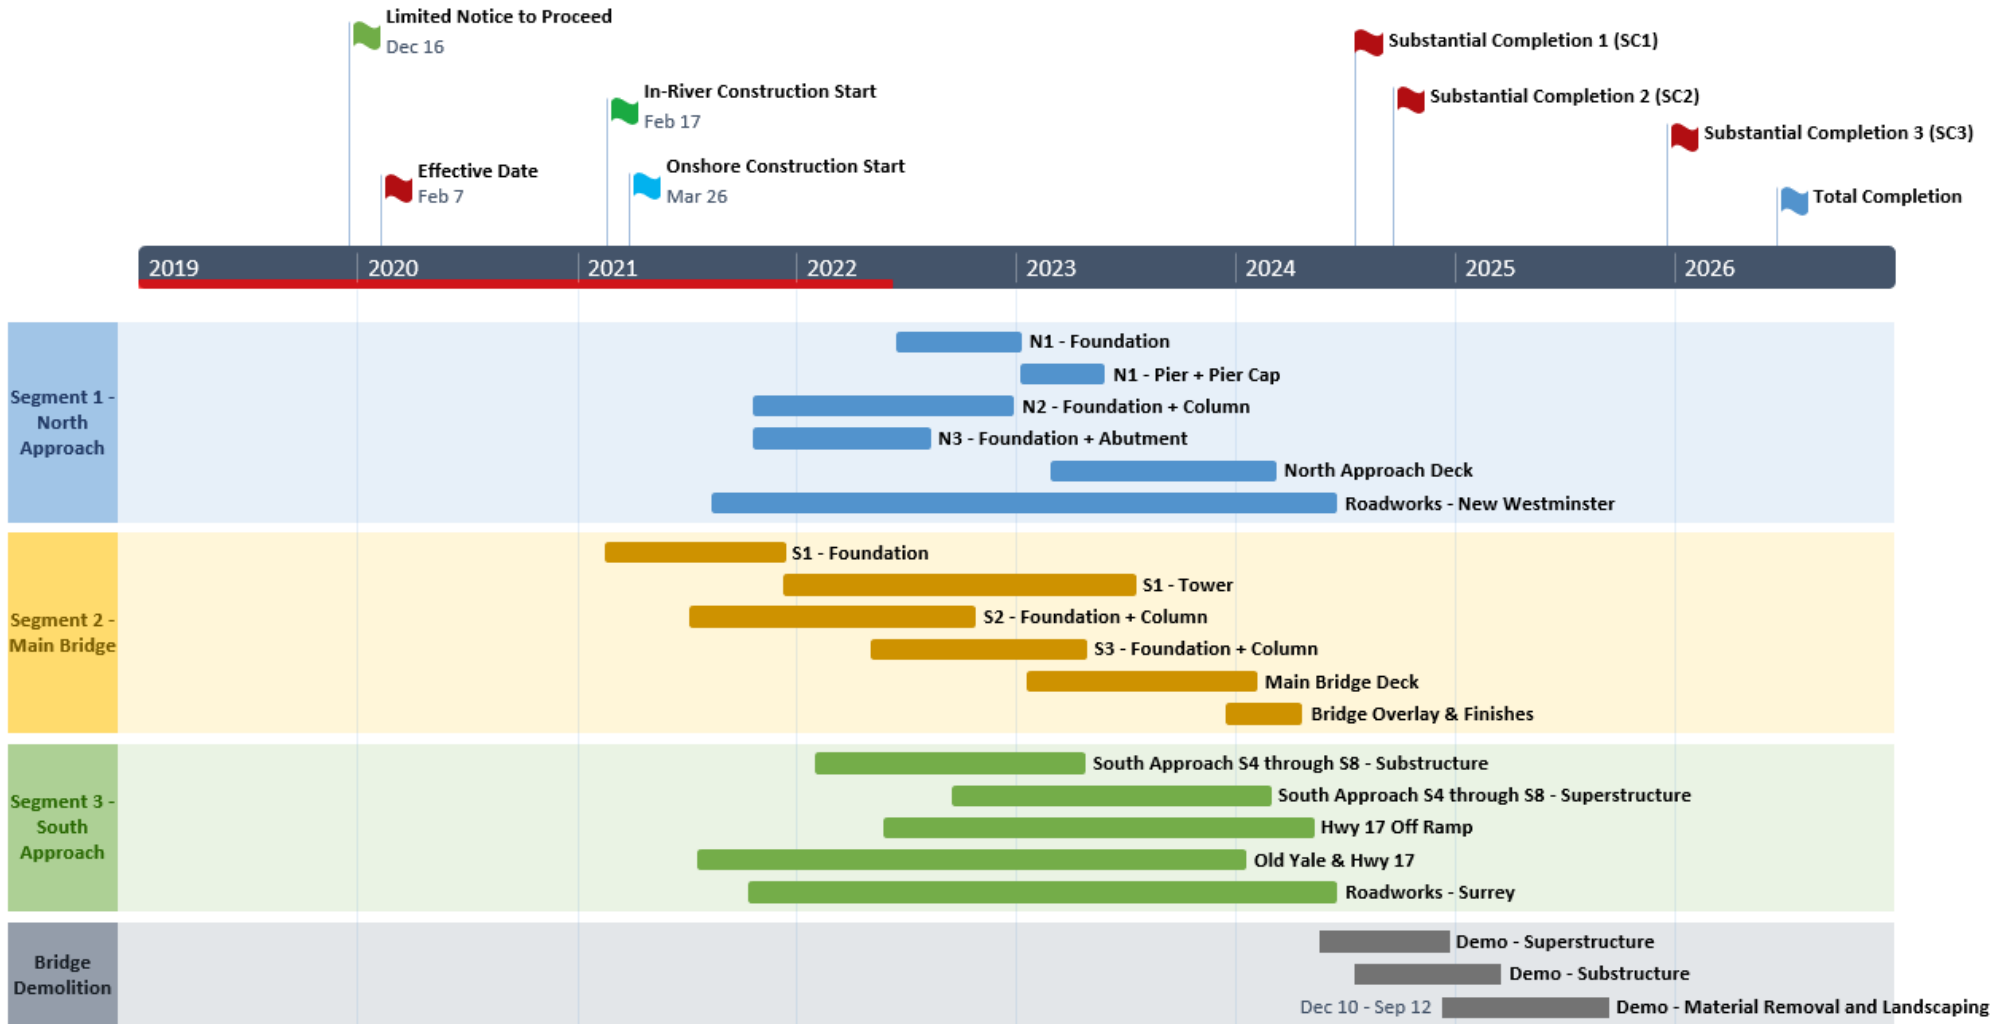 Limited Notice to Proceed
Dec 16
Substantial Completion 1 (SC1)
In-River Construction Start
Feb 17
Substantial Completion 2 (SC2)
Substantial Completion 3 (SC3)
Effective Date
Feb 7
Onshore Construction Start
Mar 26
Total Completion
2019 2020 2021 2022 2023 2024 2025 2026
Segment 1 -
North
Approach
N1 - Foundation
N1 - Pier + Pier Cap
N2 - Foundation + Column
N3 - Foundation + Abutment
North Approach Deck
Roadworks - New Westminster
Segment 2 -
Main Bridge
S1 - Foundation
S1 - Tower
S2 - Foundation + Column
S3 - Foundation + Column
Main Bridge Deck
Bridge Overlay & Finishes
Segment 3 -
South
Approach
South Approach S4 through S8 - Substructure
South Approach S4 through S8 - Superstructure
Hwy 17 Off Ramp
Old Yale & Hwy 17
Roadworks - Surrey
Bridge
Demolition
Demo - Superstructure
Demo - Substructure
Dec 10 - Sep 12 Demo - Material Removal and Landscaping